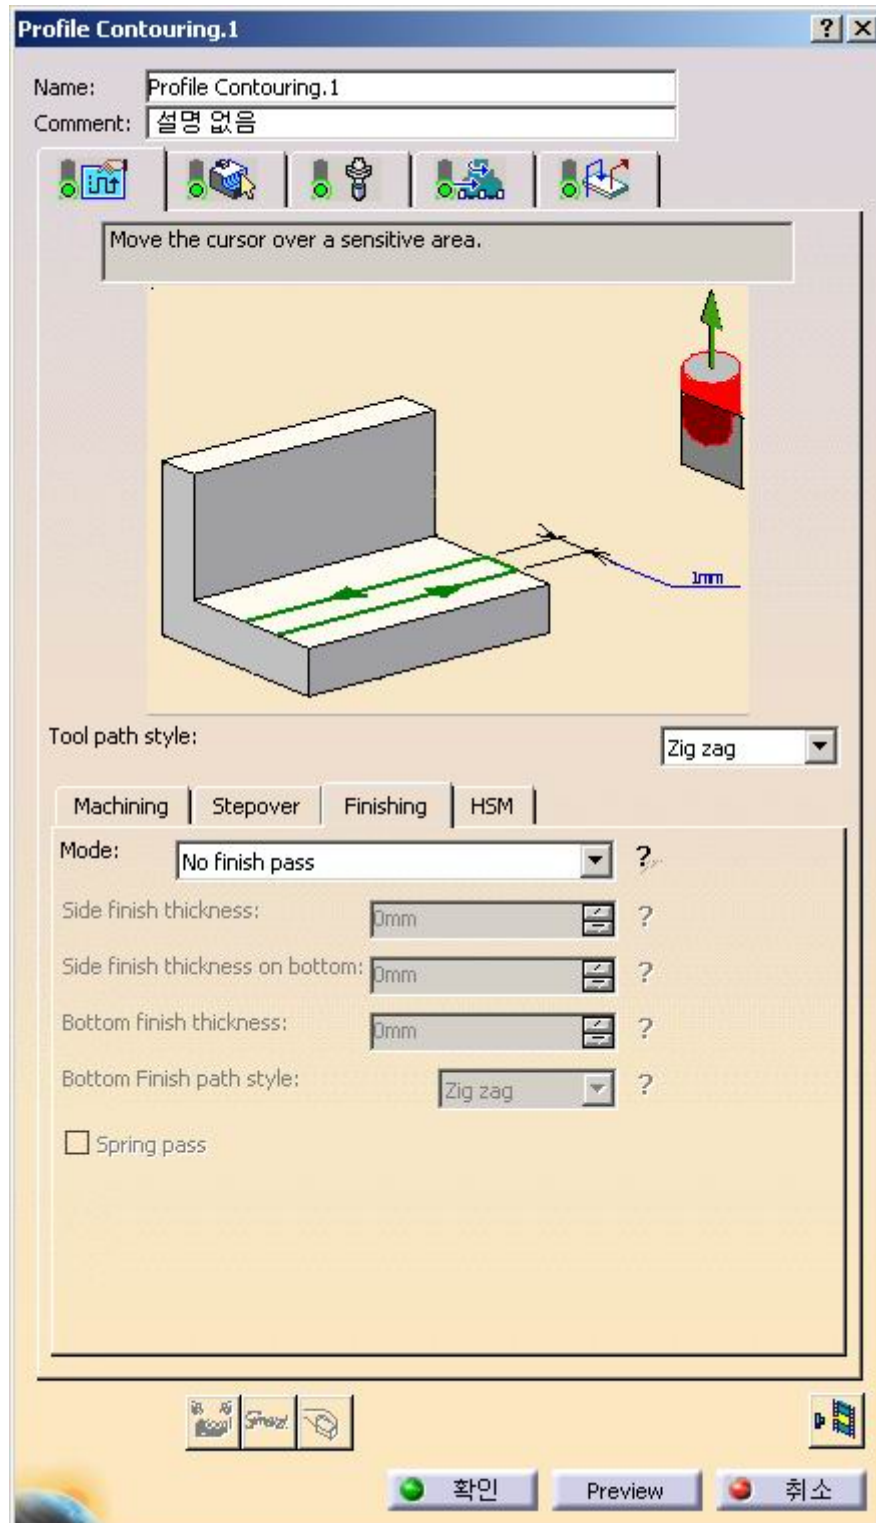 Profile Contouring.1
Name: Profile Contouring.1
Comment: 설명 없음
Move the cursor over a sensitive area.
1mm
Tool path style: Zig zag
Machining Stepover Finishing HSM
Mode: No finish pass ?
Side finish thickness: 0mm ?
Side finish thickness on bottom: 0mm ?
Bottom finish thickness: 0mm ?
Bottom Finish path style: Zig zag ?
Spring pass
확인 Preview 취소